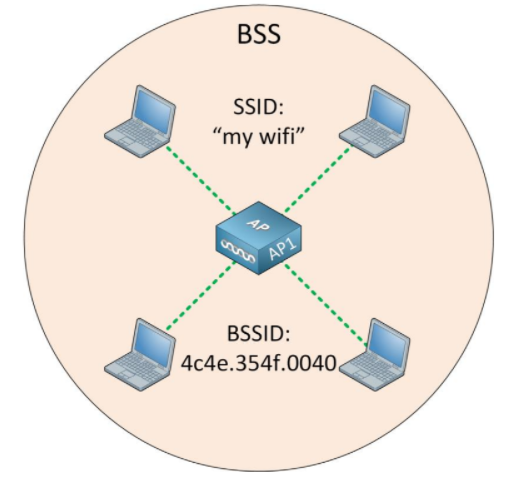 BSS
SSID:
“my wifi”
AP
AP1
BSSID:
4c4e.354f.0040